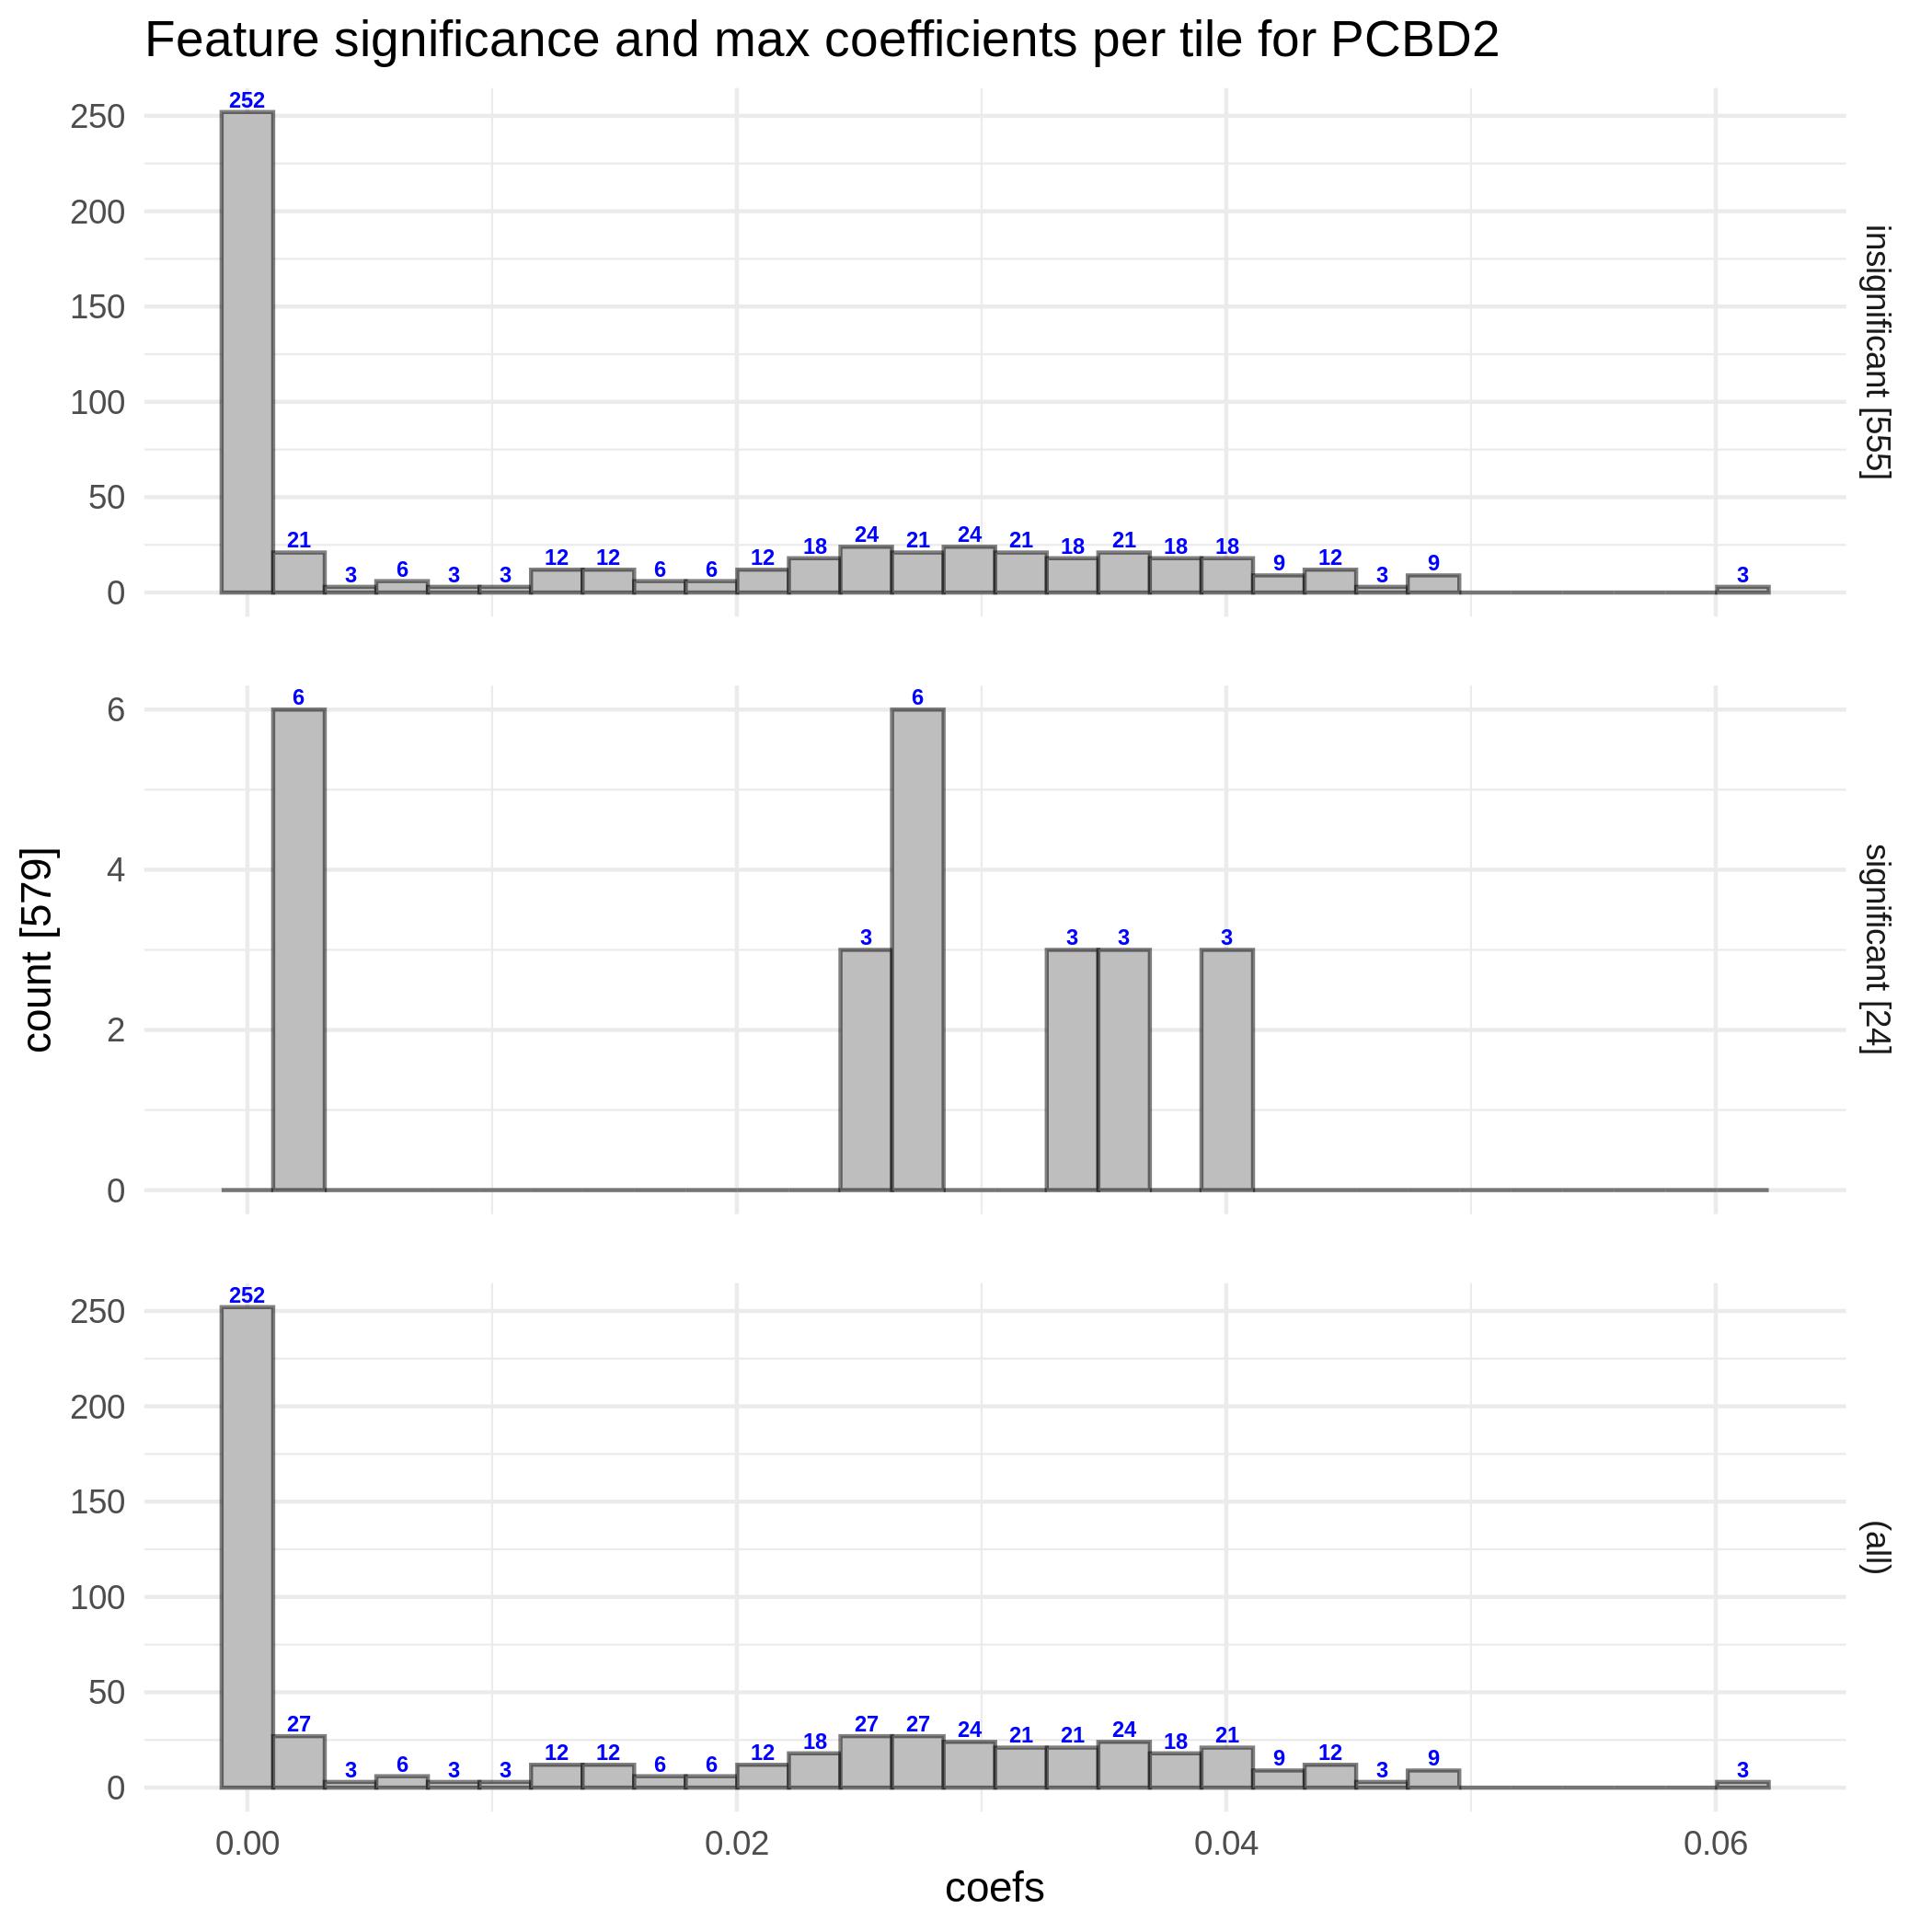 Feature significance and max coefficients per tile for PCBD2
252
21 3 6 3 3 12 12 6 6 12 18 24 21 24 21 18 21 18 18 9 12 3 9 3
250
200
150
100
50
0
insignificant [555]
6 3 6 3 3 3
6
4
2
0
significant [24]
count [579]
252
27 3 6 3 3 12 12 6 6 12 18 27 27 24 21 21 24 18 21 9 12 3 9 3
250
200
150
100
50
0
(all)
0.00 0.02 0.04 0.06
coefs